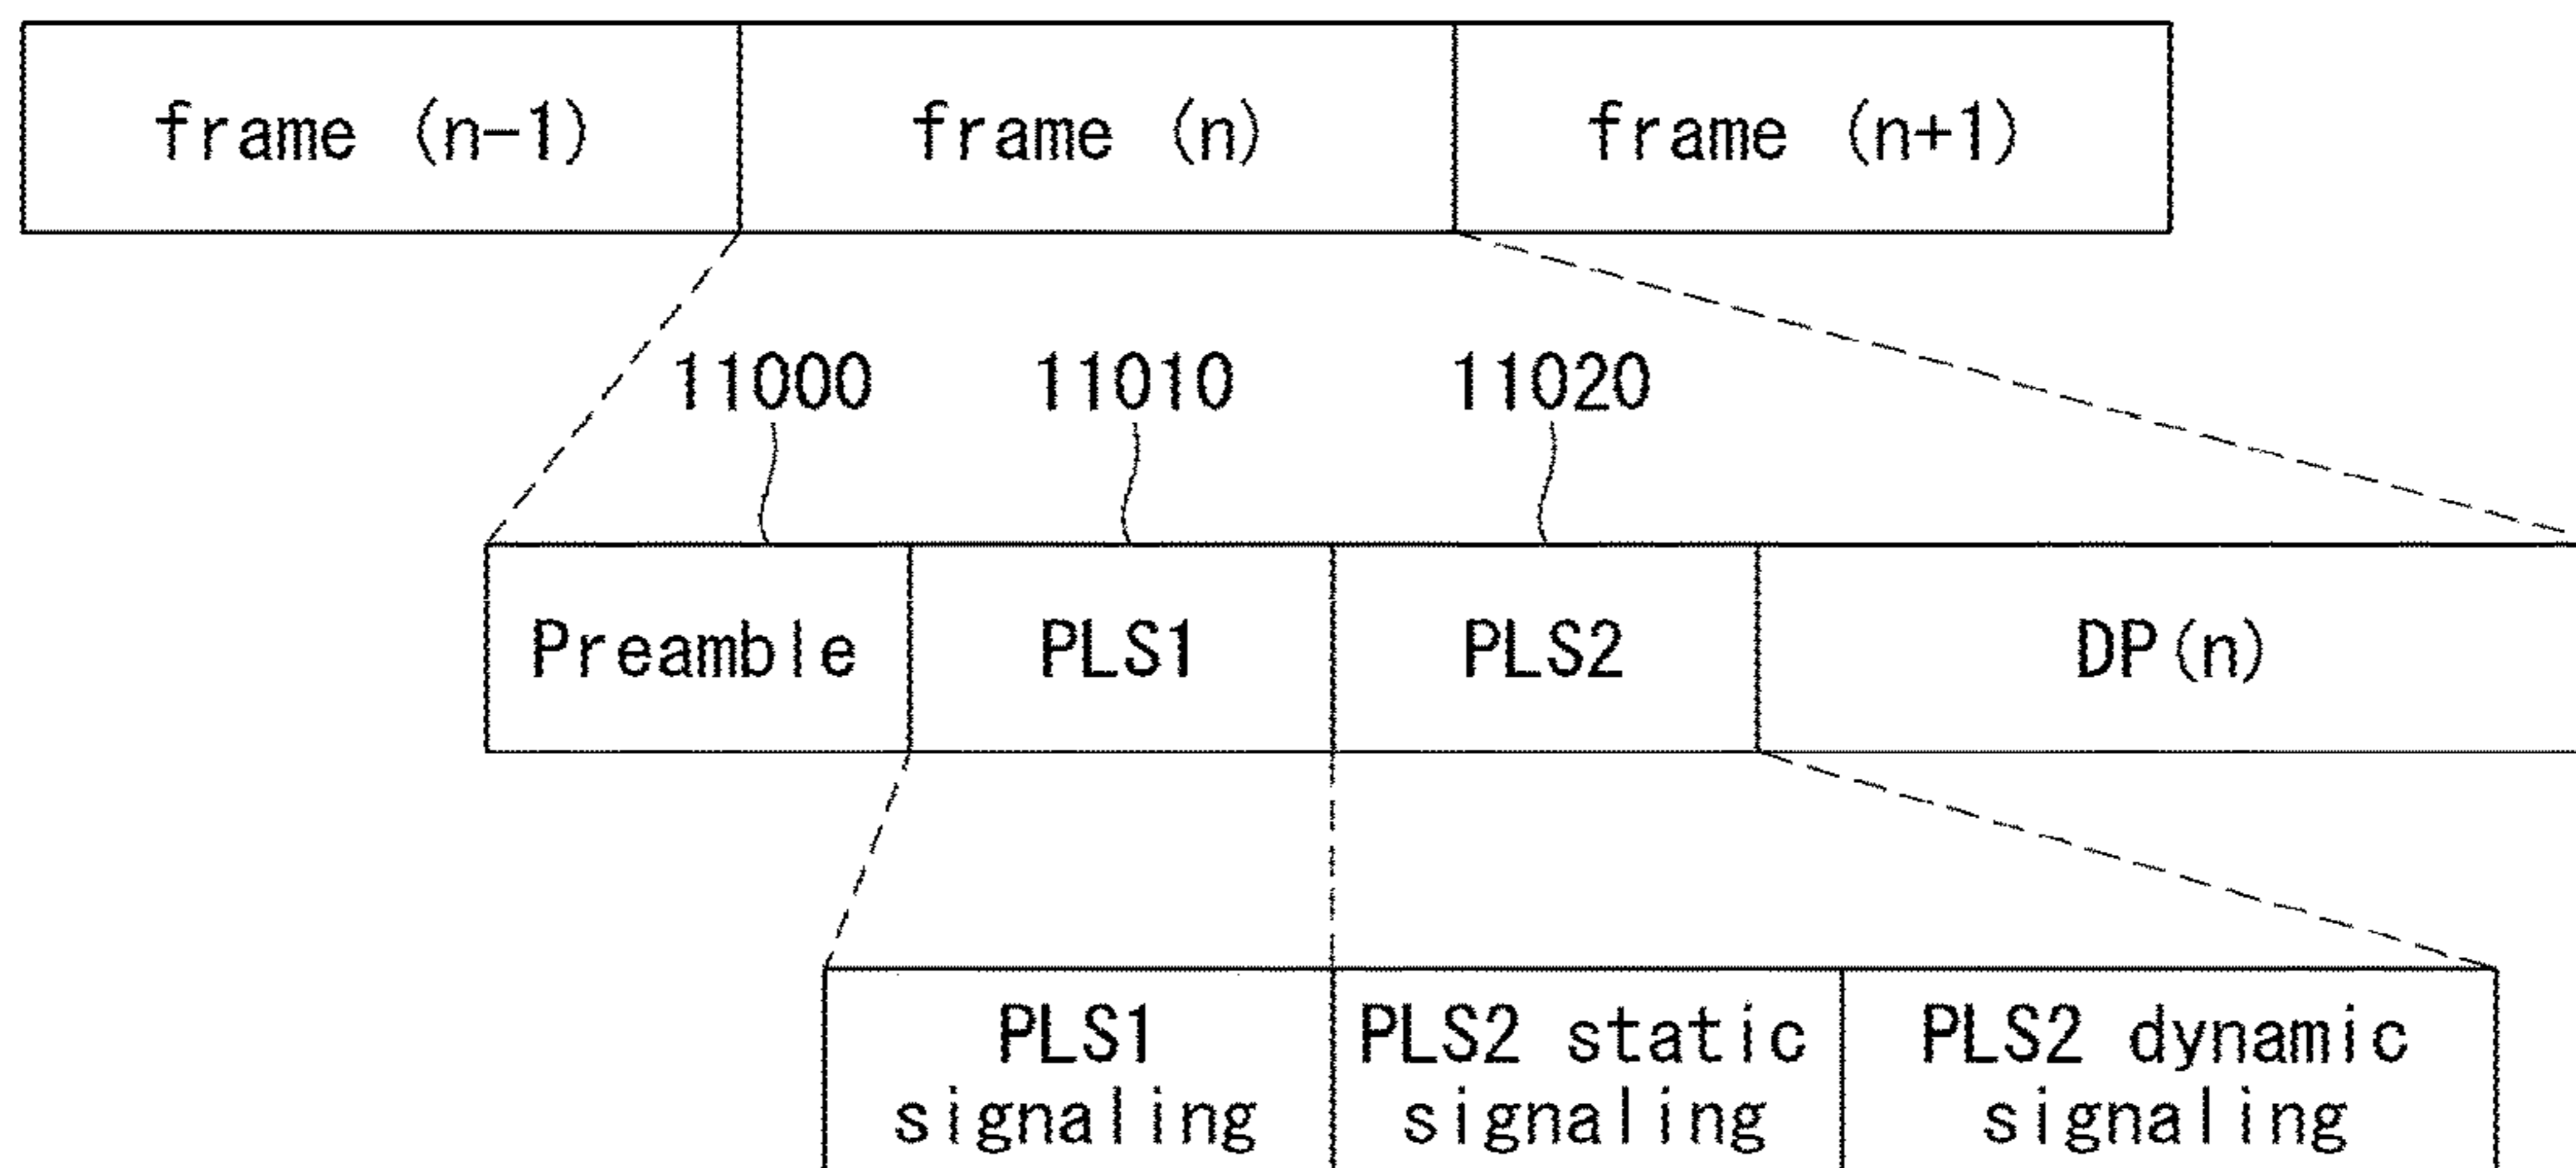 frame (n-1) frame (n) frame (n+1)
11000 11010 11020
Preamble PLS1 PLS2 DP(n)
PLS1 PLS2 static PLS2 dynamic
signaling signaling signaling